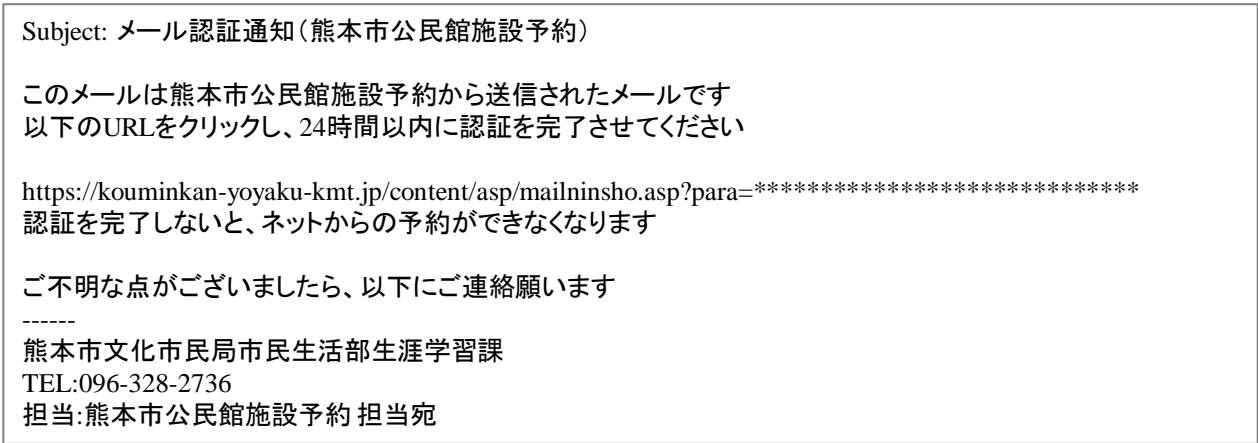 Subject: メール認証通知（熊本市公民館施設予約）
このメールは熊本市公民館施設予約から送信されたメールです
以下のURLをクリックし、24時間以内に認証を完了させてください
https://kouminkan-yoyaku-kmt.jp/content/asp/mailninsho.asp?para=*****************************
認証を完了しないと、ネットからの予約ができなくなります
ご不明な点がございましたら、以下にご連絡願います
------
熊本市文化市民局市民生活部生涯学習課
TEL:096-328-2736
担当:熊本市公民館施設予約 担当宛